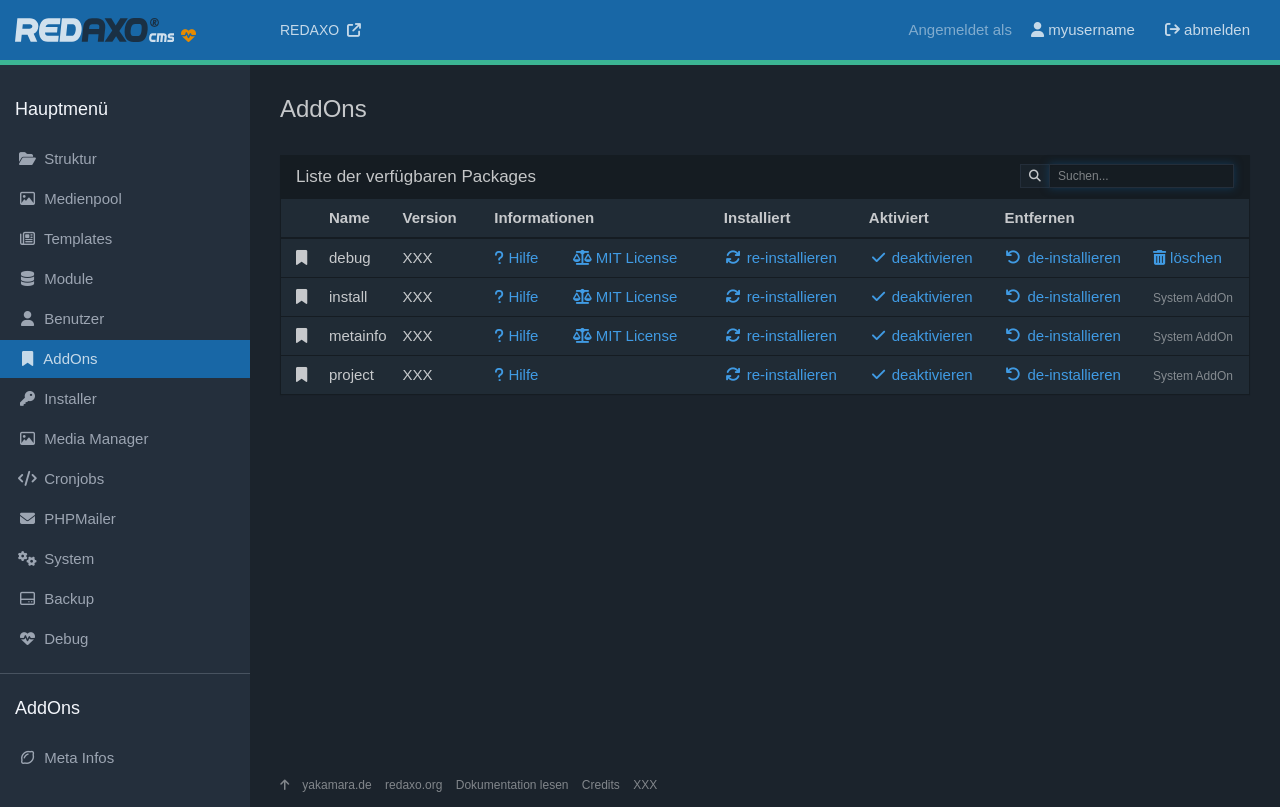 REDAXO® cms
REDAXO
Angemeldet als myusername abmelden
Hauptmenü
Struktur
Medienpool
Templates
Module
Benutzer
AddOns
Installer
Media Manager
Cronjobs
PHPMailer
System
Backup
Debug
AddOns
Meta Infos
AddOns
Liste der verfügbaren Packages
Suchen...
Name Version Informationen Installiert Aktiviert Entfernen
debug XXX Hilfe MIT License re-installieren deaktivieren de-installieren löschen
install XXX Hilfe MIT License re-installieren deaktivieren de-installieren System AddOn
metainfo XXX Hilfe MIT License re-installieren deaktivieren de-installieren System AddOn
project XXX Hilfe re-installieren deaktivieren de-installieren System AddOn
yakamara.de redaxo.org Dokumentation lesen Credits XXX